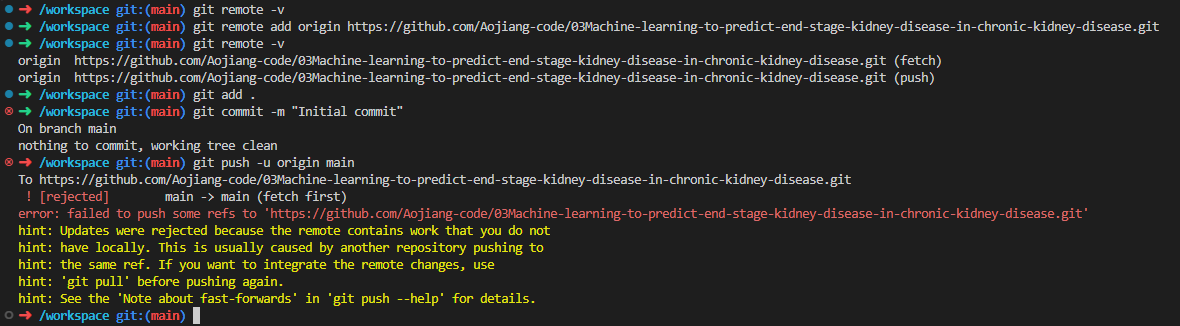 ➜ /workspace git:(main) git remote -v
➜ /workspace git:(main) git remote add origin https://github.com/Aojiang-code/03Machine-learning-to-predict-end-stage-kidney-disease-in-chronic-kidney-disease.git
➜ /workspace git:(main) git remote -v
origin  https://github.com/Aojiang-code/03Machine-learning-to-predict-end-stage-kidney-disease-in-chronic-kidney-disease.git (fetch)
origin  https://github.com/Aojiang-code/03Machine-learning-to-predict-end-stage-kidney-disease-in-chronic-kidney-disease.git (push)
➜ /workspace git:(main) git add .
➜ /workspace git:(main) git commit -m "Initial commit"
On branch main
nothing to commit, working tree clean
➜ /workspace git:(main) git push -u origin main
To https://github.com/Aojiang-code/03Machine-learning-to-predict-end-stage-kidney-disease-in-chronic-kidney-disease.git
 ! [rejected]        main -> main (fetch first)
error: failed to push some refs to 'https://github.com/Aojiang-code/03Machine-learning-to-predict-end-stage-kidney-disease-in-chronic-kidney-disease.git'
hint: Updates were rejected because the remote contains work that you do not
hint: have locally. This is usually caused by another repository pushing to
hint: the same ref. If you want to integrate the remote changes, use
hint: 'git pull' before pushing again.
hint: See the 'Note about fast-forwards' in 'git push --help' for details.
➜ /workspace git:(main)